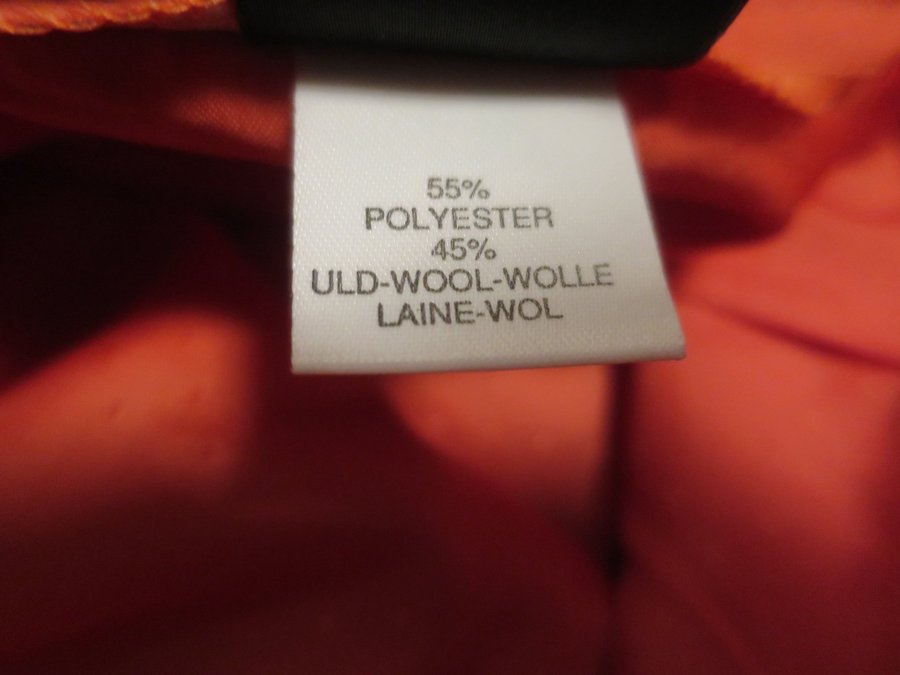 55%
POLYESTER
45%
ULD-WOOL-WOLLE
LAINE-WOL